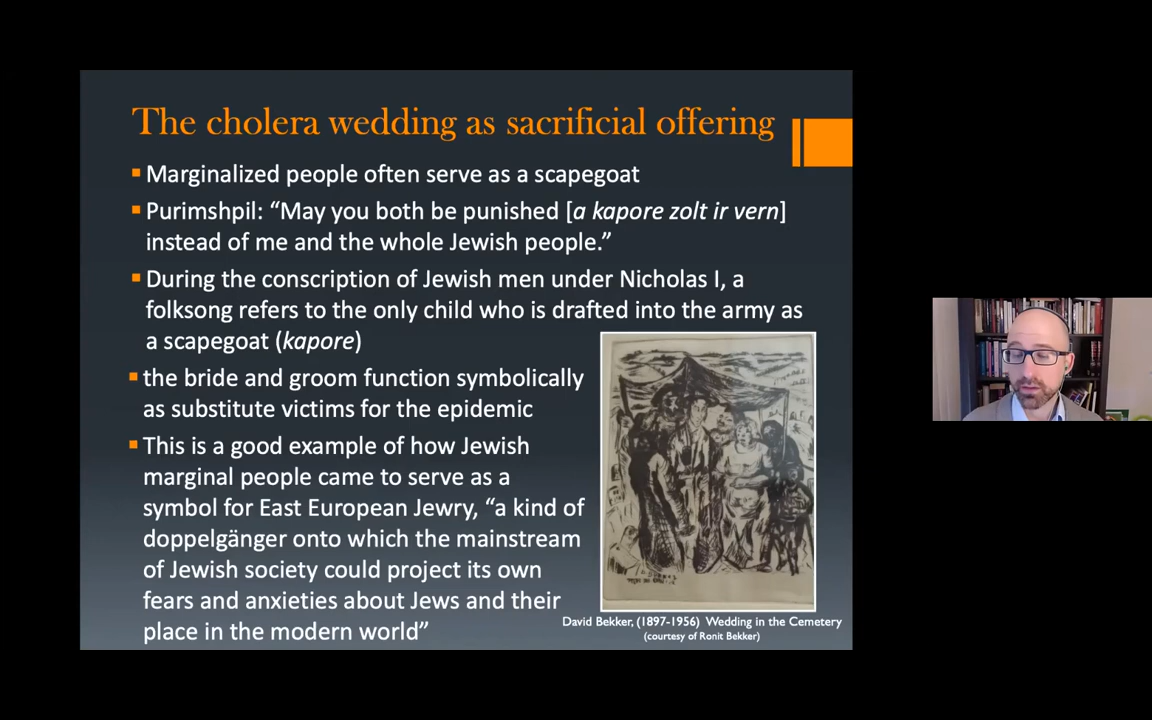 The cholera wedding as sacrificial offering
Marginalized people often serve as a scapegoat
Purimshpil: “May you both be punished [a kapore zolt ir vern]
instead of me and the whole Jewish people.”
During the conscription of Jewish men under Nicholas I, a
folksong refers to the only child who is drafted into the army as
a scapegoat (kapore)
the bride and groom function symbolically
as substitute victims for the epidemic
This is a good example of how Jewish
marginal people came to serve as a
symbol for East European Jewry, “a kind of
doppelgänger onto which the mainstream
of Jewish society could project its own
fears and anxieties about Jews and their
place in the modern world”
David Bekker, (1897-1956) Wedding in the Cemetery
(courtesy of Ronit Bekker)